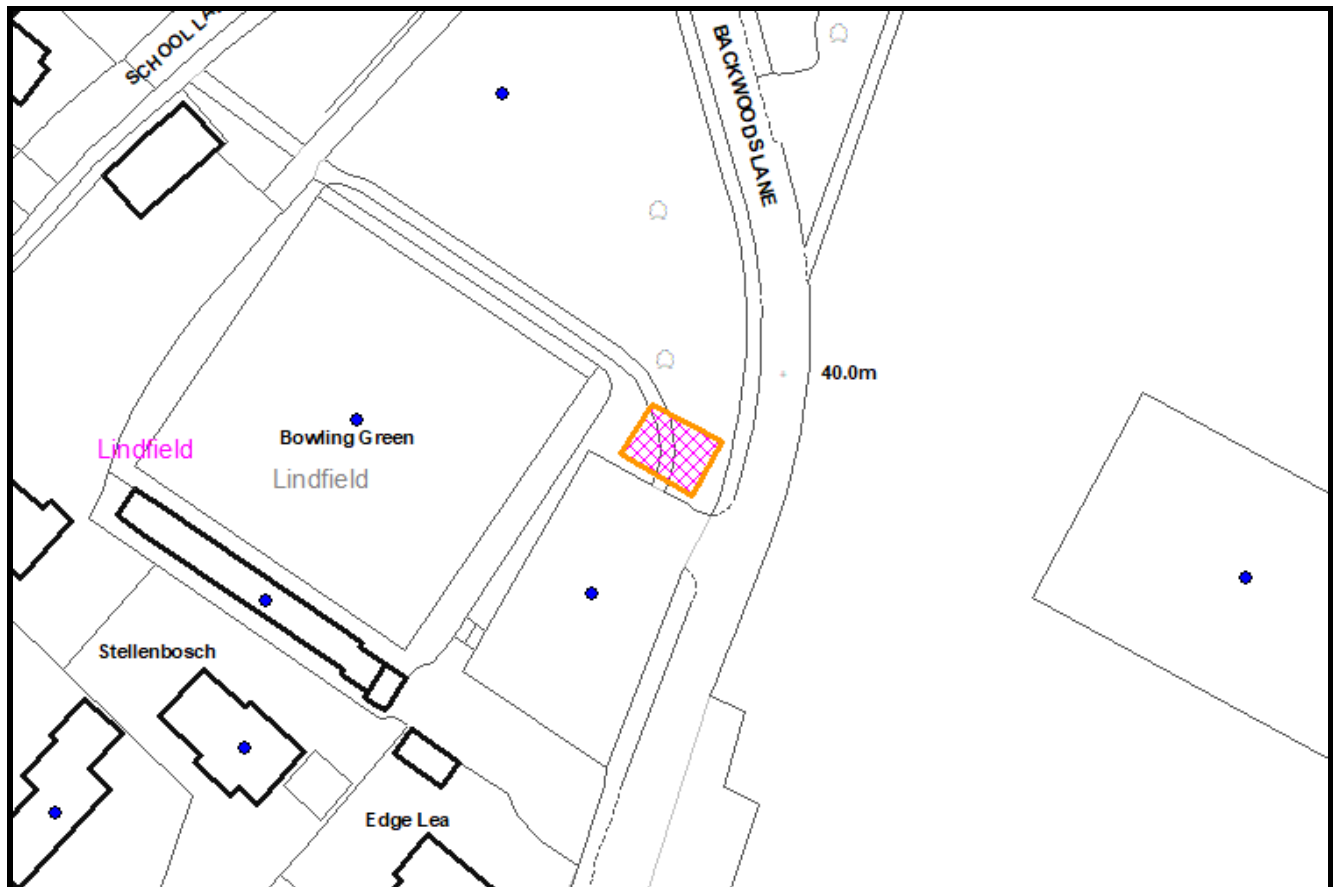 SCHOOL LA
BACKWOODS LANE
40.0m
Bowling Green
Lindfield
Lindfield
Stellenbosch
Edge Lea